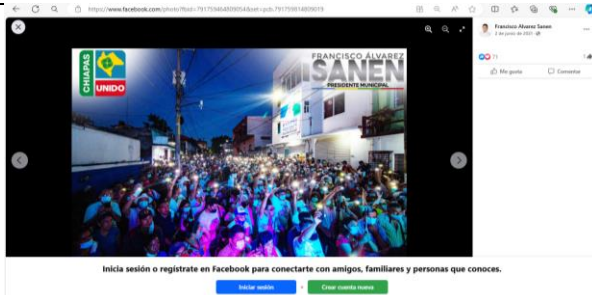 https://www.facebook.com/photo?fbid=791759464809054&set=pcb.791759814809019
Francisco Alvarez Sanen
2 de junio de 2021
71
Me gusta
Comentar
CHIAPAS
UNIDO
FRANCISCO ÁLVAREZ
SANEN
PRESIDENTE MUNICIPAL
Inicia sesión o regístrate en Facebook para conectarte con amigos, familiares y personas que conoces.
Iniciar sesión
o
Crear cuenta nueva